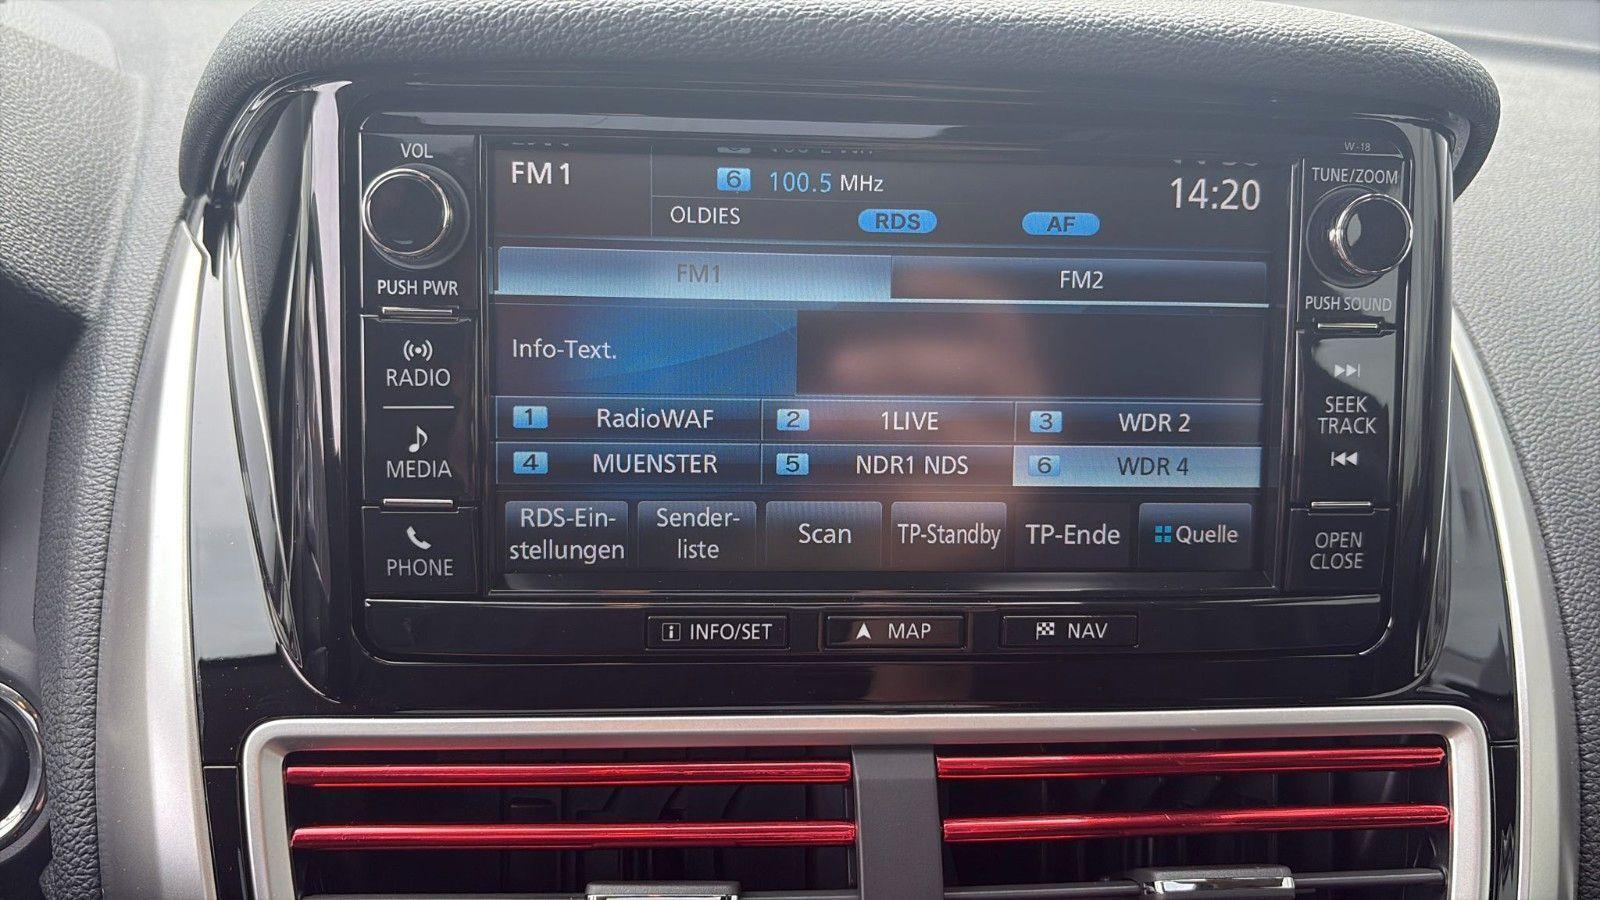 VOL
PUSH PWR
RADIO
MEDIA
PHONE
FM1
6 100.5 MHz
OLDIES
RDS
AF
14:20
FM1
FM2
Info-Text.
1 RadioWAF
2 1LIVE
3 WDR 2
4 MUENSTER
5 NDR1 NDS
6 WDR 4
RDS-Ein-
stellungen
Sender-
liste
Scan
TP-Standby
TP-Ende
Quelle
W-18
TUNE/ZOOM
PUSH SOUND
SEEK
TRACK
OPEN
CLOSE
i INFO/SET
MAP
NAV